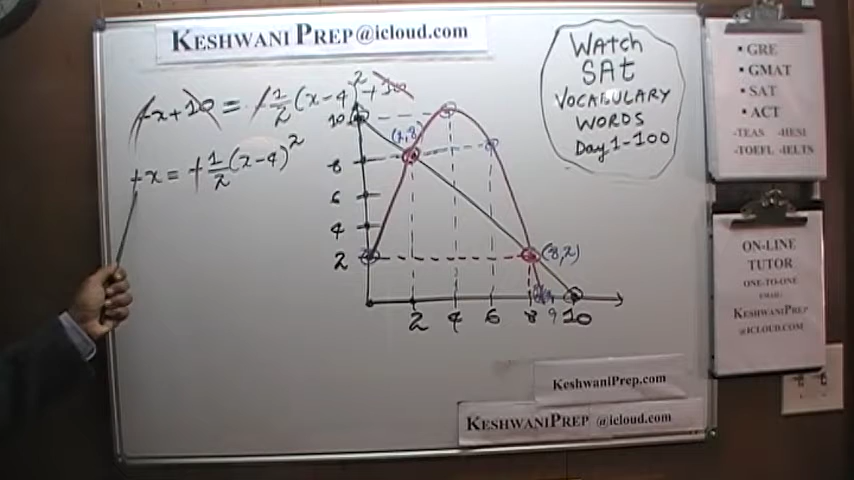 KESHWANI PREP@iCLOUD.COM
-x+10 = -1/2(x-4)^2+10
+x = +1/2(x-4)^2
10
8
6
4
2
(2,8)
(8,2)
2 4 6 8 9 10
WAtch
SAt
VOCABULARY
WORDS
Day 1-100
• GRE
• GMAT
• SAT
• ACT
-TEAS -HESI
-TOEFL -IELTS
ON-LINE
TUTOR
ONE-TO-ONE
EMAIL:
KESHWANIPREP
@iCLOUD.COM
KESHWANIPREP.COM
KESHWANIPREP @iCLOUD.COM